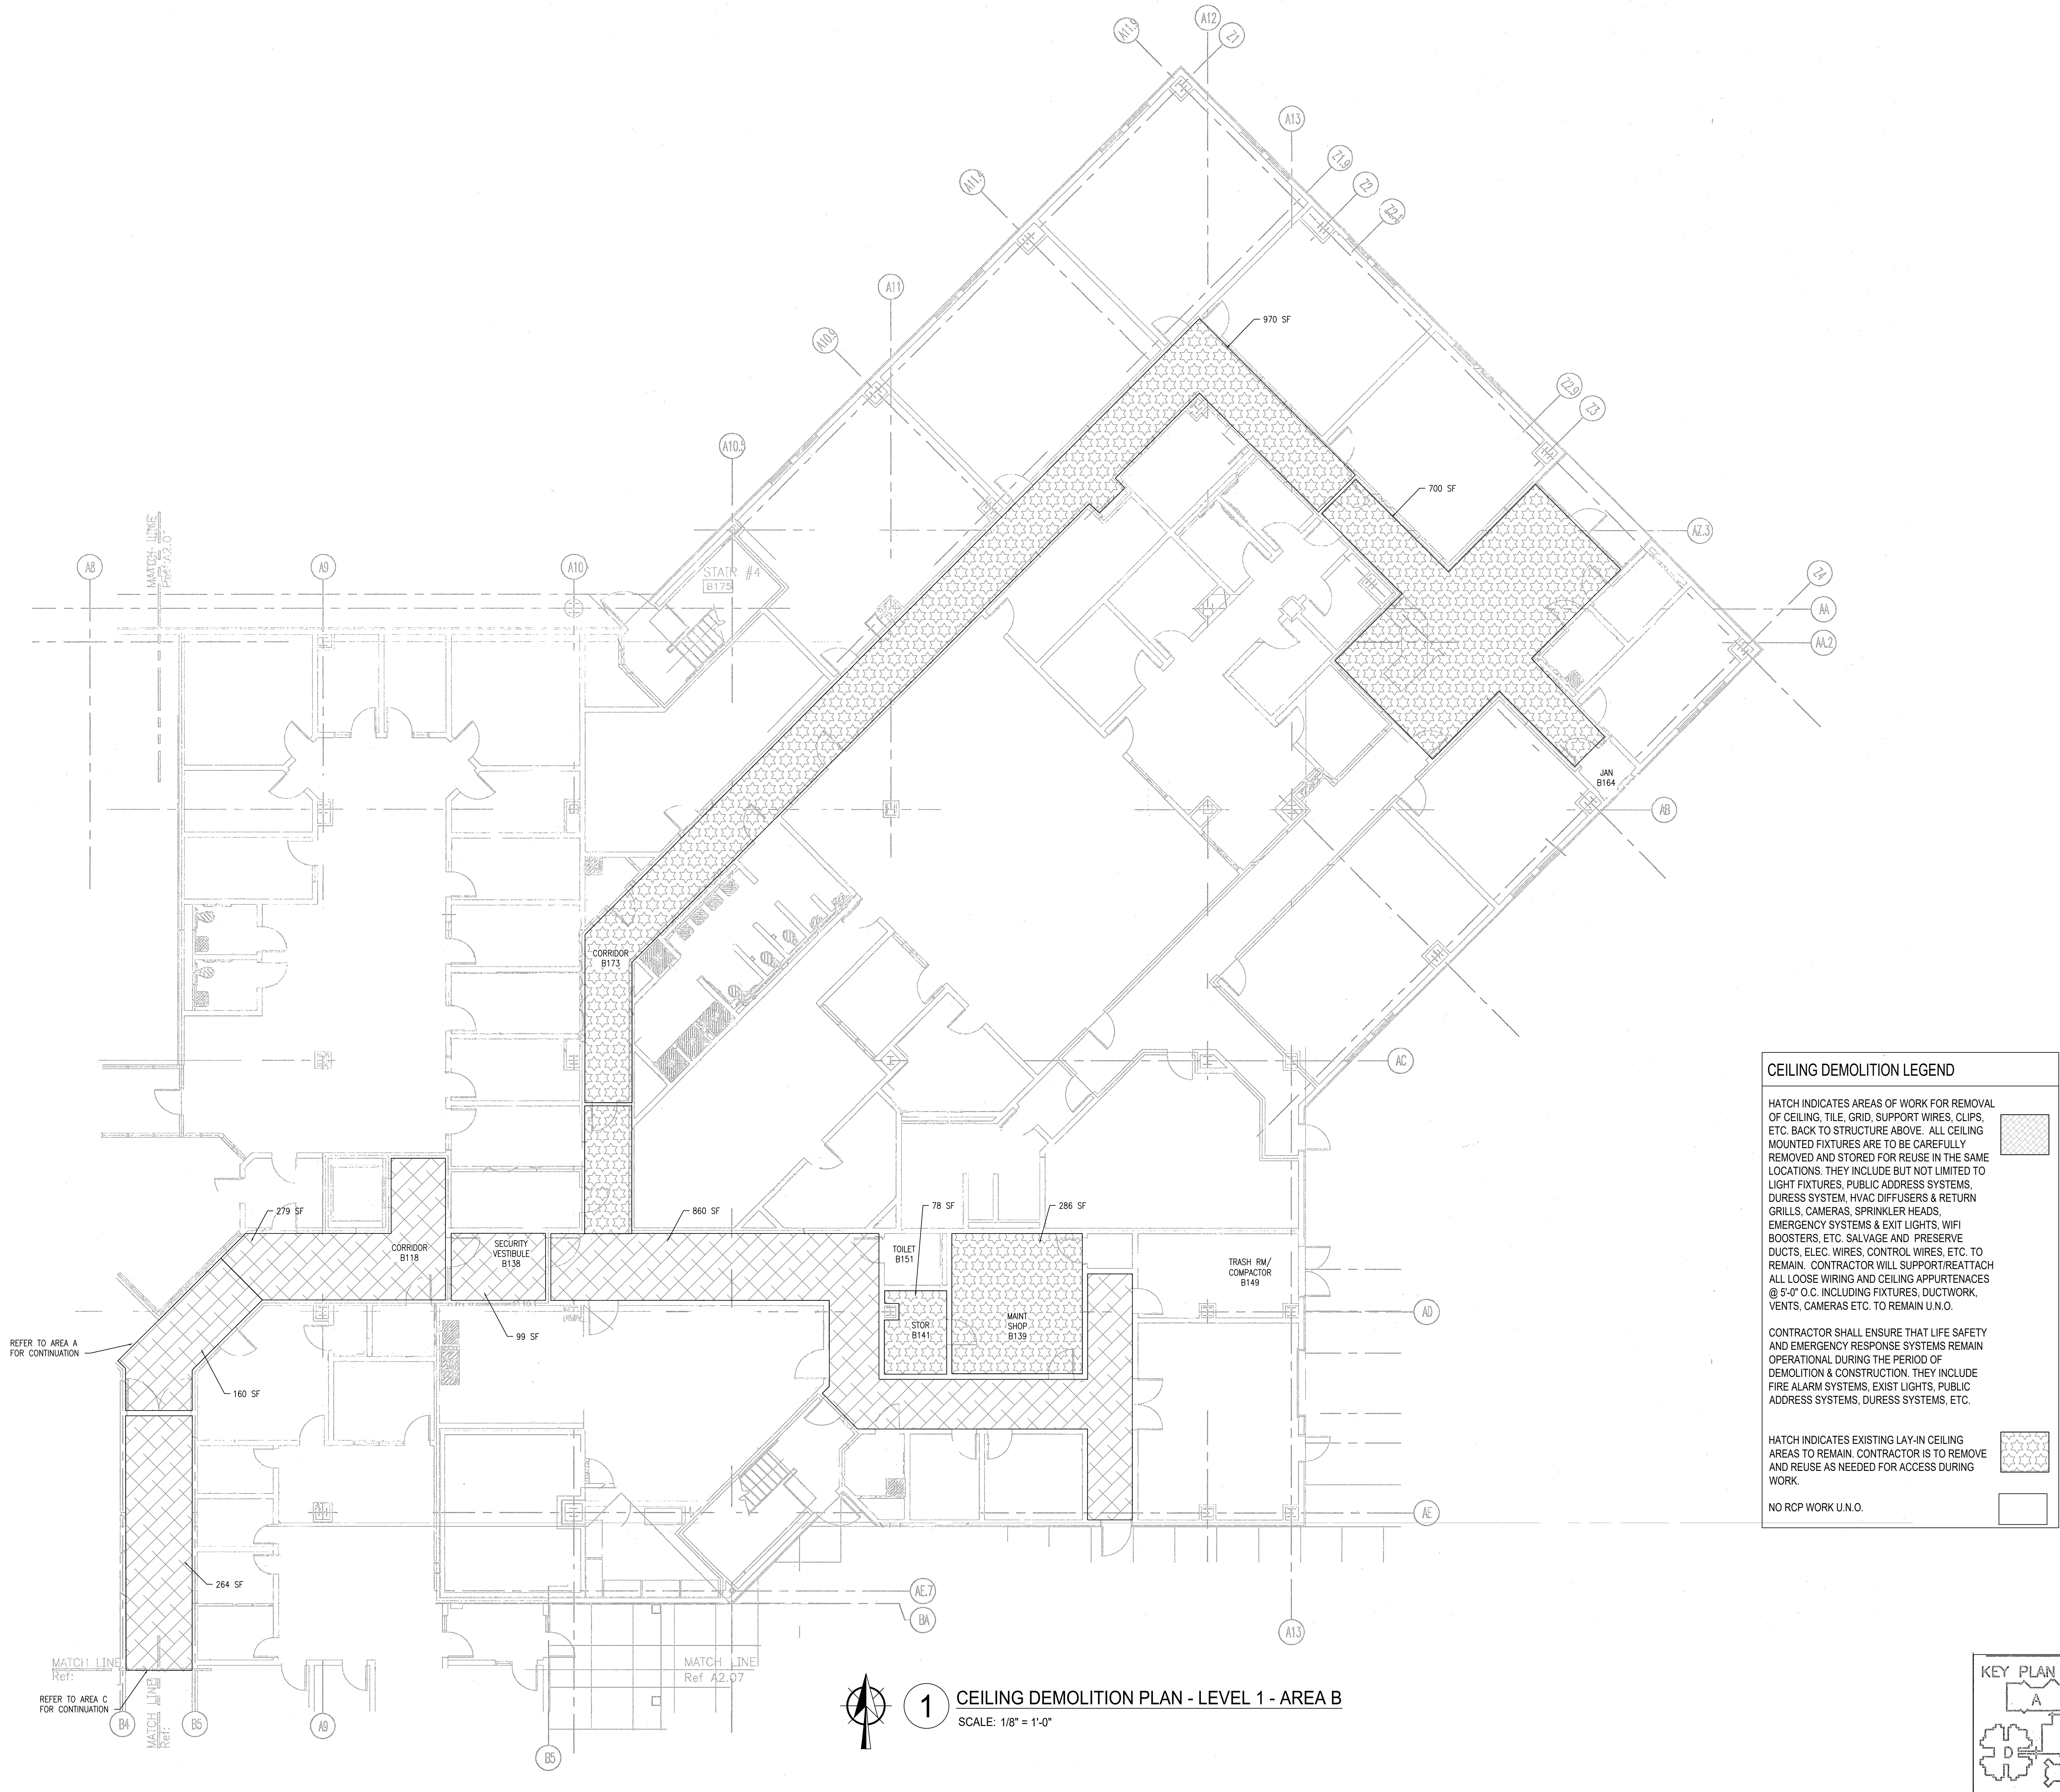 A11.9
A12
Z1
A13
Z1.9
Z2
A11.4
A11
970 SF
A10.9
Z2.9
Z3
A10.5
700 SF
AZ.3
MATCH LINE
A8
A9
A10
STAIR #4
B175
Z4
AA
AA.2
JAN
B164
AB
CORRIDOR
B173
AC
CEILING DEMOLITION LEGEND
HATCH INDICATES AREAS OF WORK FOR REMOVAL
OF CEILING, TILE, GRID, SUPPORT WIRES, CLIPS,
ETC. BACK TO STRUCTURE ABOVE. ALL CEILING
MOUNTED FIXTURES ARE TO BE CAREFULLY
REMOVED AND STORED FOR REUSE IN THE SAME
LOCATIONS. THEY INCLUDE BUT NOT LIMITED TO
LIGHT FIXTURES, PUBLIC ADDRESS SYSTEMS,
DURESS SYSTEM, HVAC DIFFUSERS & RETURN
GRILLS, CAMERAS, SPRINKLER HEADS,
EMERGENCY SYSTEMS & EXIT LIGHTS, WIFI
BOOSTERS, ETC. SALVAGE AND PRESERVE
DUCTS, ELEC. WIRES, CONTROL WIRES, ETC. TO
REMAIN. CONTRACTOR WILL SUPPORT/REATTACH
ALL LOOSE WIRING AND CEILING APPURTENACES
@ 5'-0" O.C. INCLUDING FIXTURES, DUCTWORK,
VENTS, CAMERAS ETC. TO REMAIN U.N.O.
CONTRACTOR SHALL ENSURE THAT LIFE SAFETY
AND EMERGENCY RESPONSE SYSTEMS REMAIN
OPERATIONAL DURING THE PERIOD OF
DEMOLITION & CONSTRUCTION. THEY INCLUDE
FIRE ALARM SYSTEMS, EXIST LIGHTS, PUBLIC
ADDRESS SYSTEMS, DURESS SYSTEMS, ETC.
HATCH INDICATES EXISTING LAY-IN CEILING
AREAS TO REMAIN. CONTRACTOR IS TO REMOVE
AND REUSE AS NEEDED FOR ACCESS DURING
WORK.
NO RCP WORK U.N.O.
279 SF
860 SF
78 SF
286 SF
CORRIDOR
B118
SECURITY
VESTIBULE
B138
TOILET
B151
TRASH RM/
COMPACTOR
B149
AD
STOR
B141
MAINT
SHOP
B139
99 SF
REFER TO AREA A
FOR CONTINUATION
160 SF
AE
264 SF
AE.7
BA
A13
MATCH LINE
Ref:
MATCH LINE
Ref A2.07
REFER TO AREA C
FOR CONTINUATION
MATCH LINE
Ref:
B4
B5
A9
B5
1
CEILING DEMOLITION PLAN - LEVEL 1 - AREA B
SCALE: 1/8" = 1'-0"
KEY PLAN
A
D